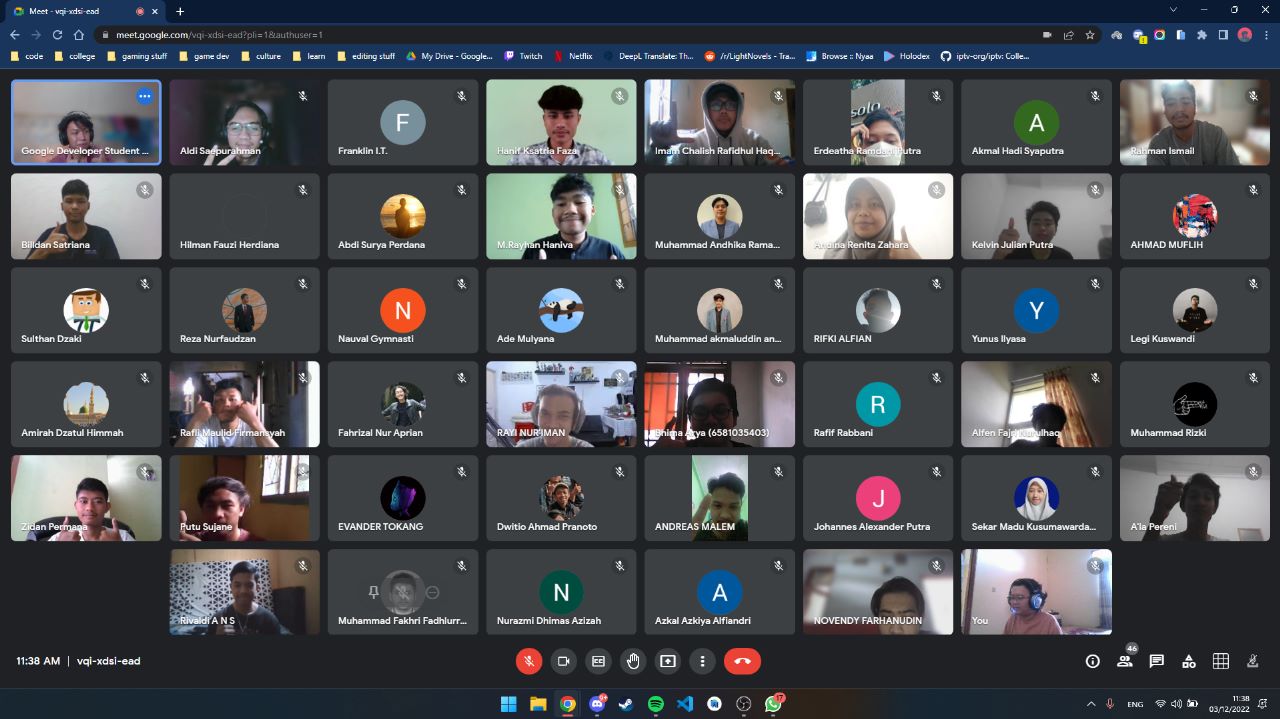 Meet - vqi-xdsi-ead
meet.google.com/vqi-xdsi-ead?pli=1&authuser=1
code college gaming stuff game dev culture learn editing stuff My Drive - Google... Twitch Netflix DeepL Translate: Th... /r/LightNovels - Tra... Browse :: Nyaa Holodex iptv-org/iptv: Colle...
Google Developer Student ...
Aldi Saepurahman
F
Franklin I.T.
Hanif Ksatria Faza
Imam Chalish Rafidhul Haq...
solo
Erdeatha Ramdani Putra
A
Akmal Hadi Syaputra
Rahman Ismail
Biildan Satriana
Hilman Fauzi Herdiana
Abdi Surya Perdana
M.Rayhan Haniva
Muhammad Andhika Rama...
Andina Renita Zahara
Kelvin Julian Putra
AHMAD MUFLIH
Sulthan Dzaki
Reza Nurfaudzan
N
Nauval Gymnasti
Ade Mulyana
Muhammad akmaluddin an...
RIFKI ALFIAN
Y
Yunus Ilyasa
Legi Kuswandi
Amirah Dzatul Himmah
Rafli Maulid Firmansyah
Fahrizal Nur Aprian
RAYI NUR'IMAN
Bhima Arya (6581035403)
R
Rafif Rabbani
Alfen Fajri Nurulhaq
Muhammad Rizki
Zidan Permana
Putu Sujane
EVANDER TOKANG
Dwitio Ahmad Pranoto
ANDREAS MALEM
J
Johannes Alexander Putra
Sekar Madu Kusumawarda...
A'la Pereni
Rivaldi A N S
Muhammad Fakhri Fadhlurr...
N
Nurazmi Dhimas Azizah
A
Azkal Azkiya Alfiandri
NOVENDY FARHANUDIN
You
11:38 AM | vqi-xdsi-ead
46
ENG
11:38
03/12/2022